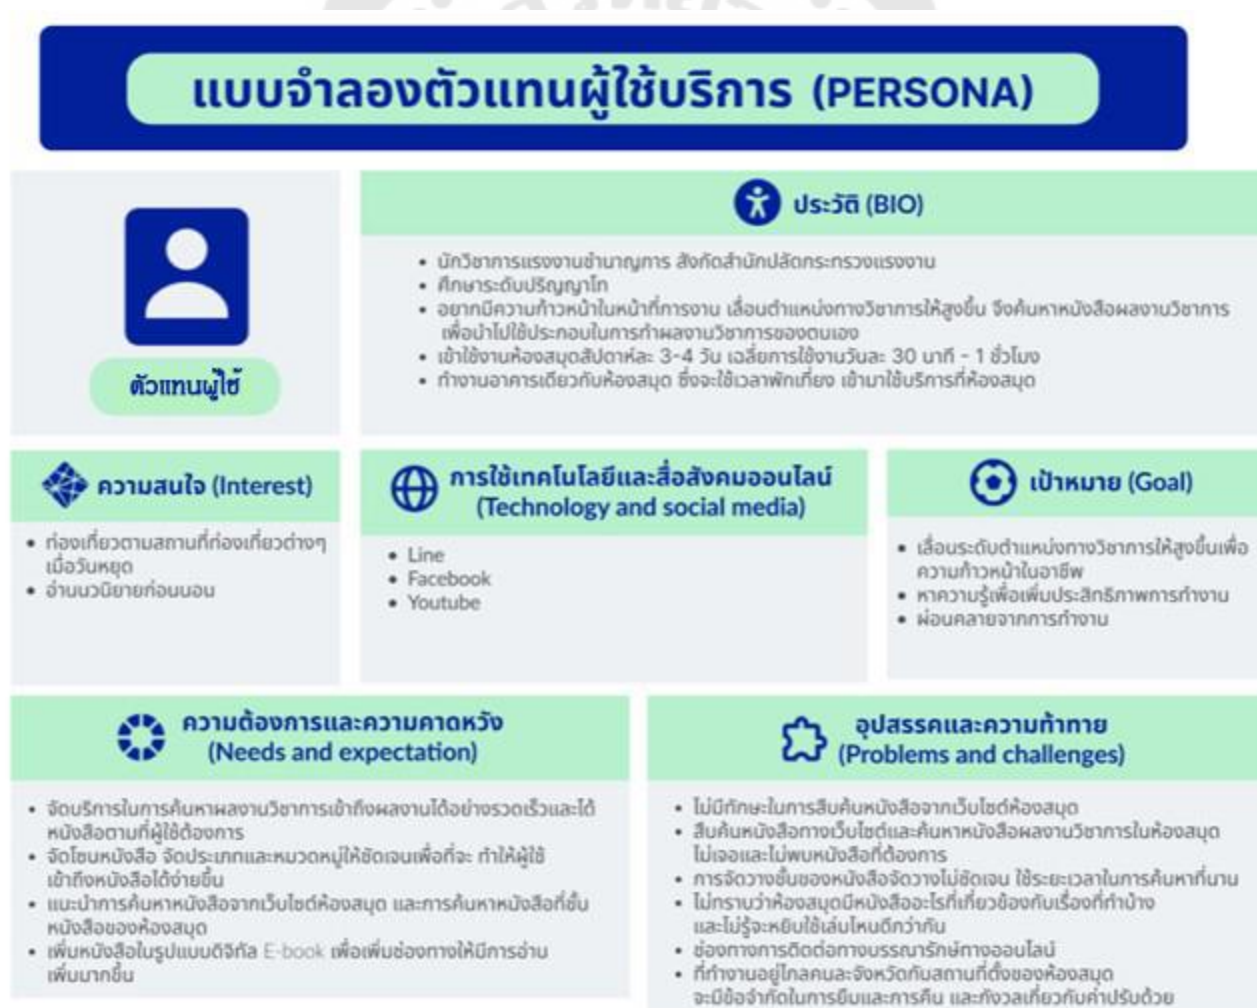 แบบจำลองตัวแทนผู้ใช้บริการ (PERSONA)
ตัวแทนผู้ใช้
ประวัติ (BIO)
• นักวิชาการแรงงานชำนาญการ สังกัดสำนักปลัดกระทรวงแรงงาน
• ศึกษาระดับปริญญาโท
• อยากมีความก้าวหน้าในหน้าที่การงาน เลื่อนตำแหน่งทางวิชาการให้สูงขึ้น จึงค้นหาหนังสือผลงานวิชาการ
เพื่อนำไปใช้ประกอบในการทำผลงานวิชาการของตนเอง
• เข้าใช้งานห้องสมุดสัปดาห์ละ 3-4 วัน เฉลี่ยการใช้งานวันละ 30 นาที - 1 ชั่วโมง
• ทำงานอาคารเดียวกับห้องสมุด ซึ่งจะใช้เวลาพักเที่ยง เข้ามาใช้บริการที่ห้องสมุด
ความสนใจ (Interest)
• ท่องเที่ยวตามสถานที่ท่องเที่ยวต่างๆ
เมื่อวันหยุด
• อ่านนวนิยายก่อนนอน
การใช้เทคโนโลยีและสื่อสังคมออนไลน์
(Technology and social media)
• Line
• Facebook
• Youtube
เป้าหมาย (Goal)
• เลื่อนระดับตำแหน่งทางวิชาการให้สูงขึ้นเพื่อ
ความก้าวหน้าในอาชีพ
• หาความรู้เพื่อเพิ่มประสิทธิภาพการทำงาน
• ผ่อนคลายจากการทำงาน
ความต้องการและความคาดหวัง
(Needs and expectation)
• จัดบริการในการค้นหาผลงานวิชาการเข้าถึงผลงานได้อย่างรวดเร็วและได้
หนังสือตามที่ผู้ใช้ต้องการ
• จัดโซนหนังสือ จัดประเภทและหมวดหมู่ให้ชัดเจนเพื่อที่จะ ทำให้ผู้ใช้
เข้าถึงหนังสือได้ง่ายขึ้น
• แนะนำการค้นหาหนังสือจากเว็บไซต์ห้องสมุด และการค้นหาหนังสือที่ชั้น
หนังสือของห้องสมุด
• เพิ่มหนังสือในรูปแบบดิจิทัล E-book เพื่อเพิ่มช่องทางให้มีการอ่าน
เพิ่มมากขึ้น
อุปสรรคและความท้าทาย
(Problems and challenges)
• ไม่มีทักษะในการสืบค้นหนังสือจากเว็บไซต์ห้องสมุด
• สืบค้นหนังสือทางเว็บไซต์และค้นหาหนังสือผลงานวิชาการในห้องสมุด
ไม่เจอและไม่พบหนังสือที่ต้องการ
• การจัดวางชั้นของหนังสือจัดวางไม่ชัดเจน ใช้ระยะเวลาในการค้นหาที่นาน
• ไม่ทราบว่าห้องสมุดมีหนังสืออะไรที่เกี่ยวข้องกับเรื่องที่ทำบ้าง
และไม่รู้จะหยิบใช้เล่มไหนดีกว่ากัน
• ช่องทางการติดต่อทางบรรณารักษ์ทางออนไลน์
• ที่ทำงานอยู่ไกลคนละจังหวัดกับสถานที่ตั้งของห้องสมุด
จะมีข้อจำกัดในการยืมและการคืน และกังวลเกี่ยวกับค่าปรับด้วย